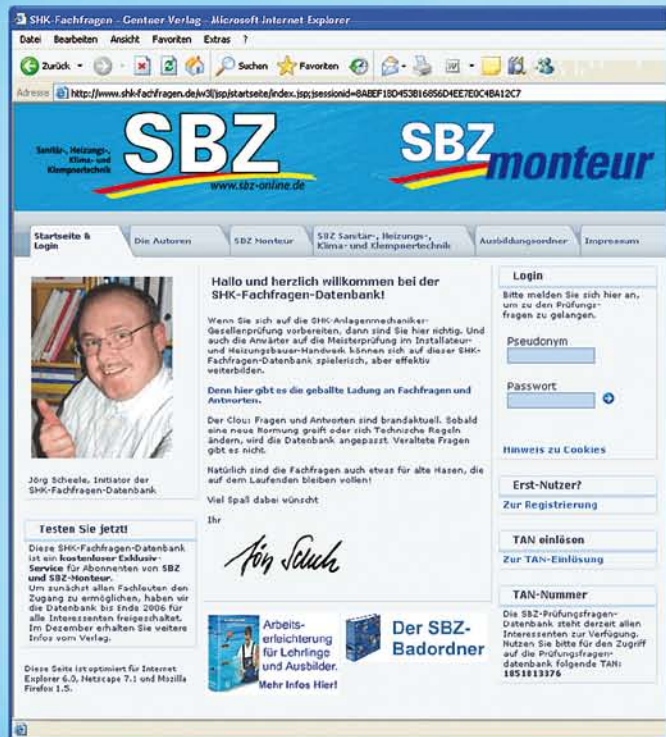 SHK-Fachfragen - Gentner Verlag - Microsoft Internet Explorer
Datei Bearbeiten Ansicht Favoriten Extras ?
Zurück Suchen Favoriten
Adresse http://www.shk-fachfragen.de/w3l/jsp/startseite/index.jsp;jsessionid=8ABEF18D453B16856D4EE7E0C4BA12C7
Sanitär-, Heizungs-,
Klima- und
Klempnertechnik
SBZ
www.sbz-online.de
SBZ
monteur
Startseite &
Login
Die Autoren
SBZ Monteur
SBZ Sanitär-, Heizungs-,
Klima- und Klempnertechnik
Ausbildungsordner
Impressum
Jörg Scheele, Initiator der
SHK-Fachfragen-Datenbank
Testen Sie jetzt!
Diese SHK-Fachfragen-Datenbank
ist ein kostenloser Exklusiv-
Service für Abonnenten von SBZ
und SBZ-Monteur.
Um zunächst allen Fachleuten den
Zugang zu ermöglichen, haben wir
die Datenbank bis Ende 2006 für
alle Interessenten freigeschaltet.
Im Dezember erhalten Sie weitere
Infos vom Verlag.
Diese Seite ist optimiert für Internet
Explorer 6.0, Netscape 7.1 und Mozilla
Firefox 1.5.
Hallo und herzlich willkommen bei der
SHK-Fachfragen-Datenbank!
Wenn Sie sich auf die SHK-Anlagenmechaniker-
Gesellenprüfung vorbereiten, dann sind Sie hier richtig. Und
auch die Anwärter auf die Meisterprüfung im Installateur-
und Heizungsbauer-Handwerk können sich auf dieser SHK-
Fachfragen-Datenbank spielerisch, aber effektiv
weiterbilden.
Denn hier gibt es die geballte Ladung an Fachfragen und
Antworten.
Der Clou: Fragen und Antworten sind brandaktuell. Sobald
eine neue Normung greift oder sich Technische Regeln
ändern, wird die Datenbank angepasst. Veraltete Fragen
gibt es nicht.
Natürlich sind die Fachfragen auch etwas für alte Hasen, die
auf dem Laufenden bleiben wollen!
Viel Spaß dabei wünscht
Ihr
Arbeits-
erleichterung
für Lehrlinge
und Ausbilder.
Mehr Infos Hier!
Der SBZ-
Badordner
Login
Bitte melden Sie sich hier an,
um zu den Prüfungs-
fragen zu gelangen.
Pseudonym
Passwort
Hinweis zu Cookies
Erst-Nutzer?
Zur Registrierung
TAN einlösen
Zur TAN-Einlösung
TAN-Nummer
Die SBZ-Prüfungsfragen-
Datenbank steht derzeit allen
Interessenten zur Verfügung.
Nutzen Sie bitte für den Zugriff
auf die Prüfungsfragen-
datenbank folgende TAN:
1851813376